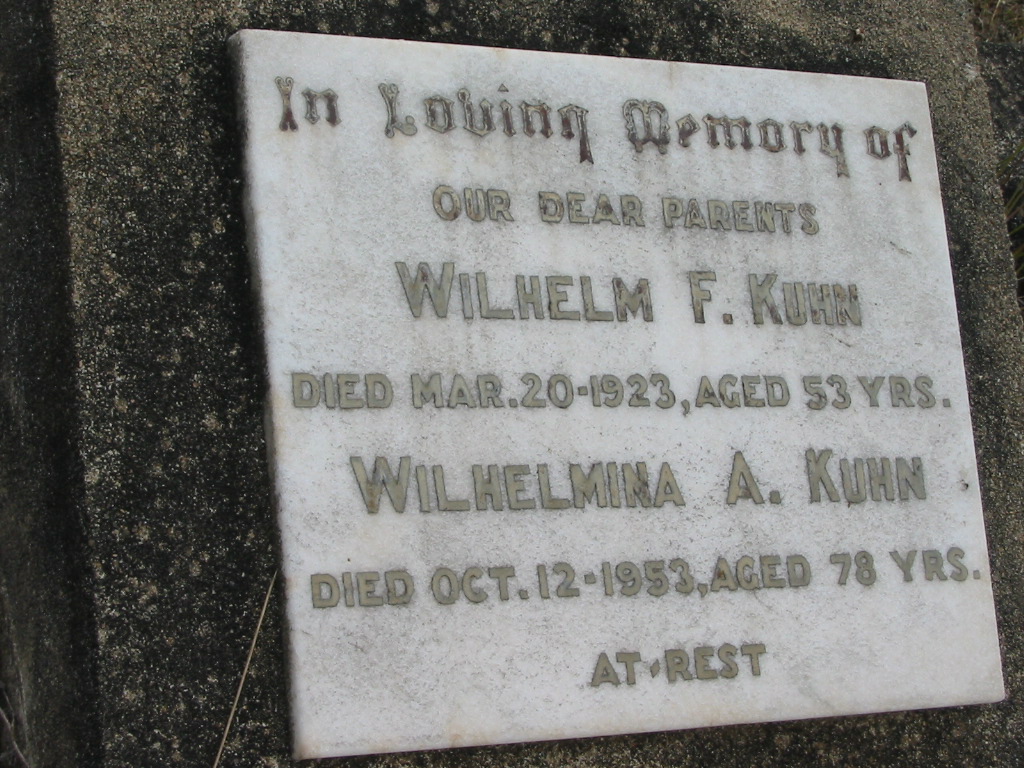 In Loving Memory of
OUR DEAR PARENTS
WILHELM F. KUHN
DIED MAR. 20-1923, AGED 53 YRS.
WILHELMINA A. KUHN
DIED OCT. 12-1953, AGED 78 YRS.
AT REST